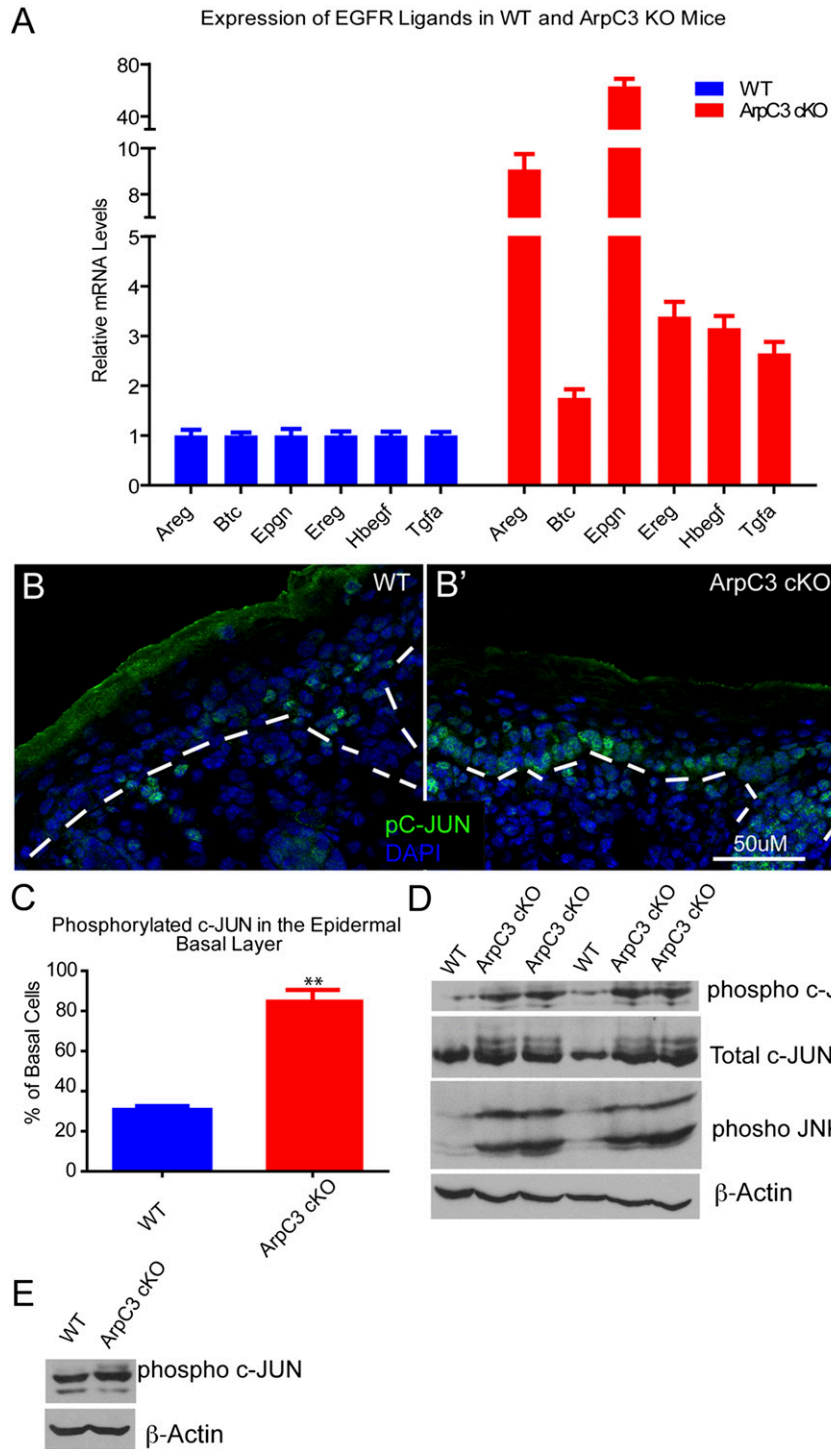 A
Expression of EGFR Ligands in WT and ArpC3 KO Mice
80
40
10
8
5
4
3
2
1
0
Relative mRNA Levels
WT
ArpC3 cKO
Areg
Btc
Epgn
Ereg
Hbegf
Tgfa
Areg
Btc
Epgn
Ereg
Hbegf
Tgfa
B
WT
B'
ArpC3 cKO
pC-JUN
DAPI
50uM
C
Phosphorylated c-JUN in the Epidermal
Basal Layer
100
80
60
40
20
0
% of Basal Cells
**
WT
ArpC3 cKO
D
WT
ArpC3 cKO
ArpC3 cKO
WT
ArpC3 cKO
ArpC3 cKO
phospho c-J
Total c-JUN
phosho JN
β-Actin
E
WT
ArpC3 cKO
phospho c-JUN
β-Actin